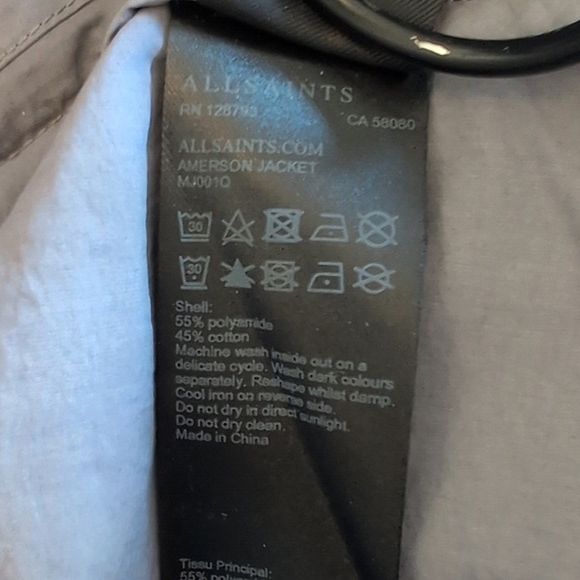 ALLSAINTS
RN 128793
CA 58080
ALLSAINTS.COM
AMERSON JACKET
MJ001Q
30
30
Shell:
55% polyamide
45% cotton
Machine wash inside out on a
delicate cycle. Wash dark colours
separately. Reshape whilst damp.
Cool iron on reverse side.
Do not dry in direct sunlight.
Do not dry clean.
Made in China
Tissu Principal:
55%